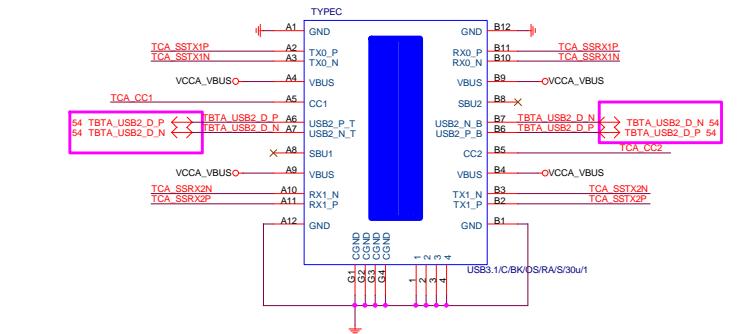 TYPEC
A1 GND GND B12
TCA_SSTX1P A2 TX0_P RX0_P B11 TCA_SSRX1P
TCA_SSTX1N A3 TX0_N RX0_N B10 TCA_SSRX1N
VCCA_VBUS A4 VBUS VBUS B9 VCCA_VBUS
TCA_CC1 A5 CC1 SBU2 B8
54 TBTA_USB2_D_P TBTA_USB2_D_P A6 USB2_P_T USB2_N_B B7 TBTA_USB2_D_N TBTA_USB2_D_N 54
54 TBTA_USB2_D_N TBTA_USB2_D_N A7 USB2_N_T USB2_P_B B6 TBTA_USB2_D_P TBTA_USB2_D_P 54
A8 SBU1 CC2 B5 TCA_CC2
VCCA_VBUS A9 VBUS VBUS B4 VCCA_VBUS
TCA_SSRX2N A10 RX1_N TX1_N B3 TCA_SSTX2N
TCA_SSRX2P A11 RX1_P TX1_P B2 TCA_SSTX2P
A12 GND GND B1
CGND CGND CGND CGND 1 2 3 4
G1 G2 G3 G4 1 2 3 4
USB3.1/C/BK/OS/RA/S/30u/1